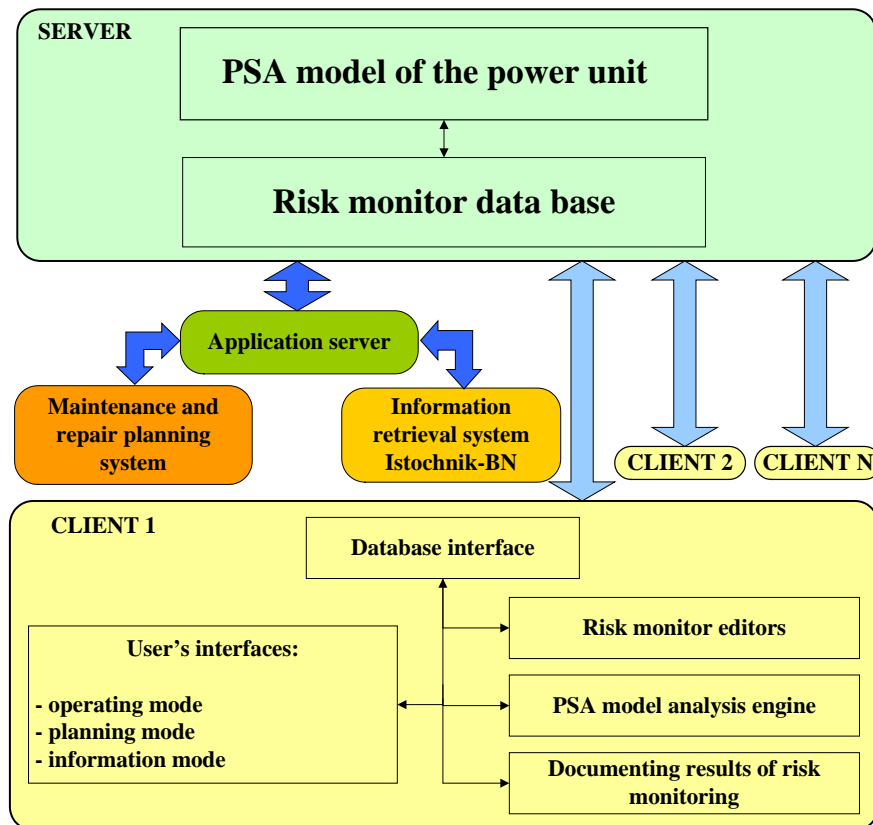 SERVER
PSA model of the power unit
Risk monitor data base
Application server
Maintenance and
repair planning
system
Information
retrieval system
Istochnik-BN
CLIENT 2
CLIENT N
CLIENT 1
Database interface
User's interfaces:
- operating mode
- planning mode
- information mode
Risk monitor editors
PSA model analysis engine
Documenting results of risk
monitoring